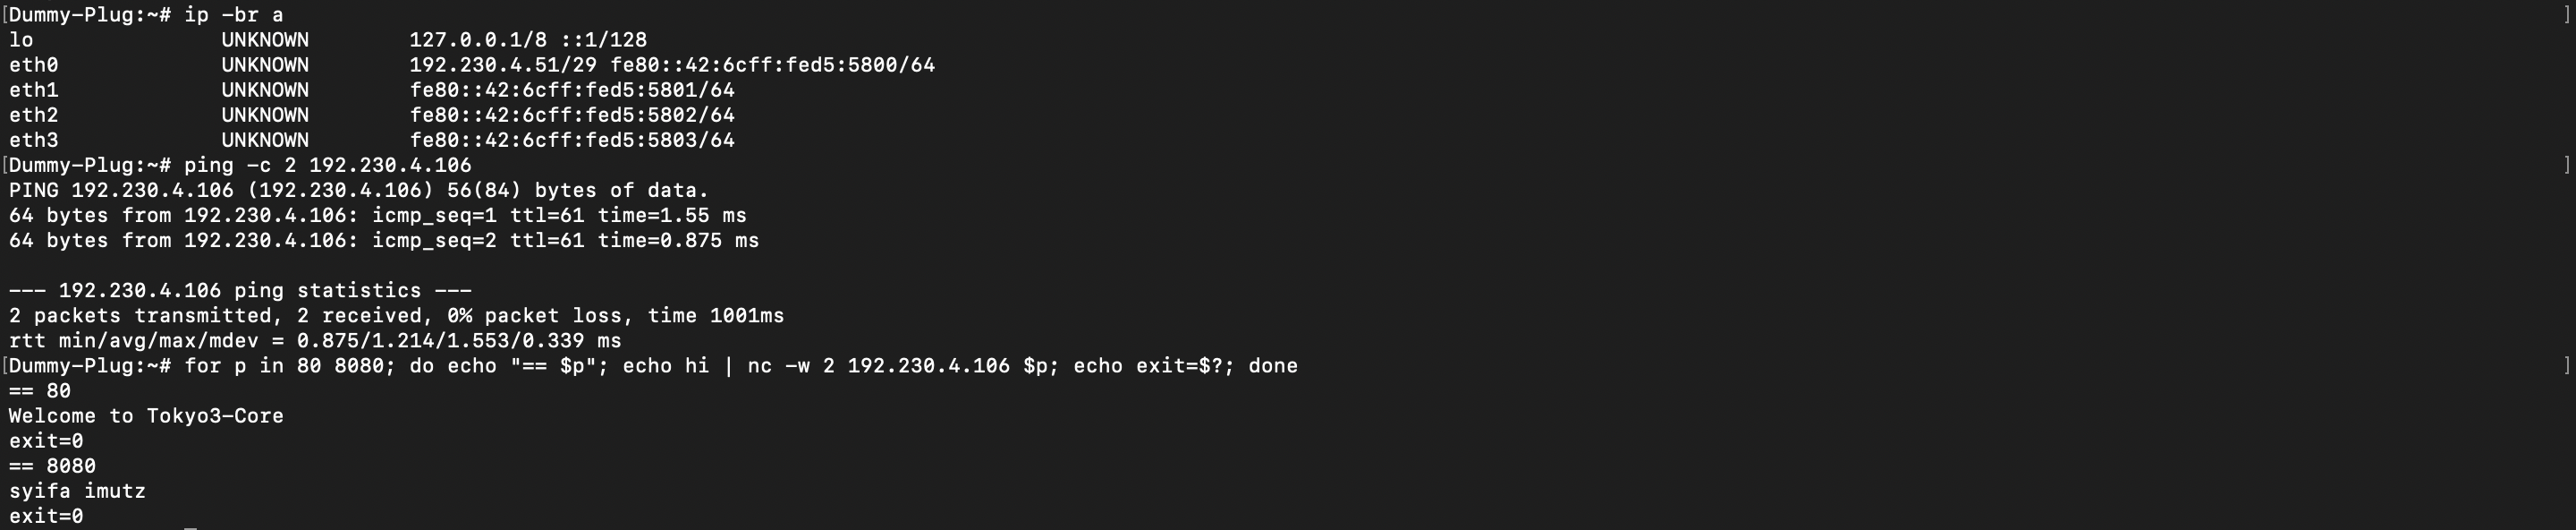 [Dummy-Plug:~# ip -br a ]
lo UNKNOWN 127.0.0.1/8 ::1/128
eth0 UNKNOWN 192.230.4.51/29 fe80::42:6cff:fed5:5800/64
eth1 UNKNOWN fe80::42:6cff:fed5:5801/64
eth2 UNKNOWN fe80::42:6cff:fed5:5802/64
eth3 UNKNOWN fe80::42:6cff:fed5:5803/64
[Dummy-Plug:~# ping -c 2 192.230.4.106 ]
PING 192.230.4.106 (192.230.4.106) 56(84) bytes of data.
64 bytes from 192.230.4.106: icmp_seq=1 ttl=61 time=1.55 ms
64 bytes from 192.230.4.106: icmp_seq=2 ttl=61 time=0.875 ms
--- 192.230.4.106 ping statistics ---
2 packets transmitted, 2 received, 0% packet loss, time 1001ms
rtt min/avg/max/mdev = 0.875/1.214/1.553/0.339 ms
[Dummy-Plug:~# for p in 80 8080; do echo "== $p"; echo hi | nc -w 2 192.230.4.106 $p; echo exit=$?; done ]
== 80
Welcome to Tokyo3-Core
exit=0
== 8080
syifa imutz
exit=0